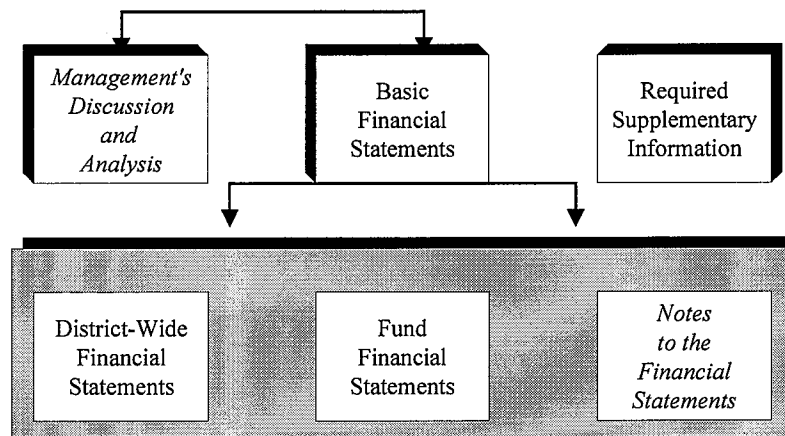 Management's
Discussion
and
Analysis
Basic
Financial
Statements
Required
Supplementary
Information
District-Wide
Financial
Statements
Fund
Financial
Statements
Notes
to the
Financial
Statements